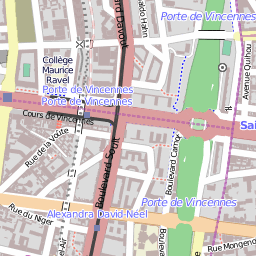 Porte de Vincennes
Collège
Maurice
Ravel
Porte de Vincennes
Porte de Vincennes
Cours de Vincennes
Avenue Quihou
Rue de la Voûte
Boulevard Soult
Boulevard Carnot
Porte de Vincennes
Rue du Niger
Alexandra David-Néel
Rue Mongenot